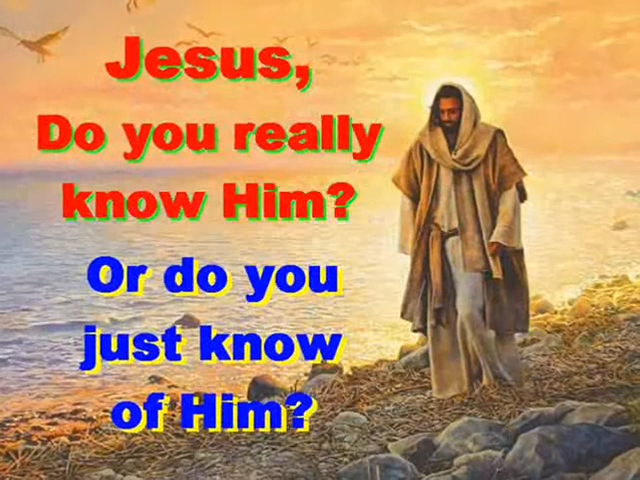 Jesus,
Do you really
know Him?
Or do you
just know
of Him?